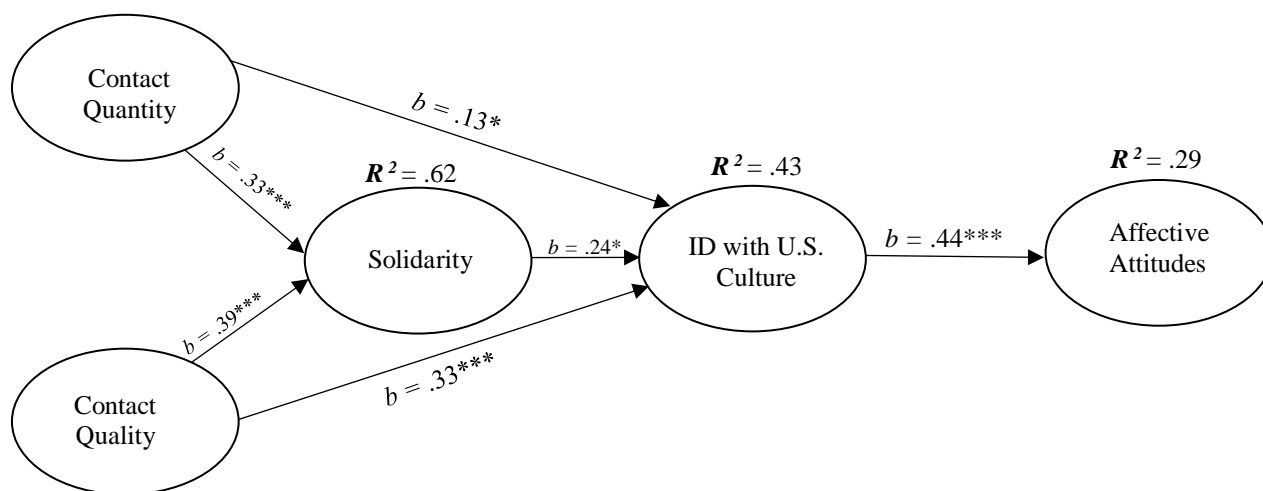 Contact
Quantity
b = .13*
b = .33***
R² = .62
R² = .43
R² = .29
Solidarity
b = .24*
ID with U.S.
Culture
b = .44***
Affective
Attitudes
b = .39***
b = .33***
Contact
Quality